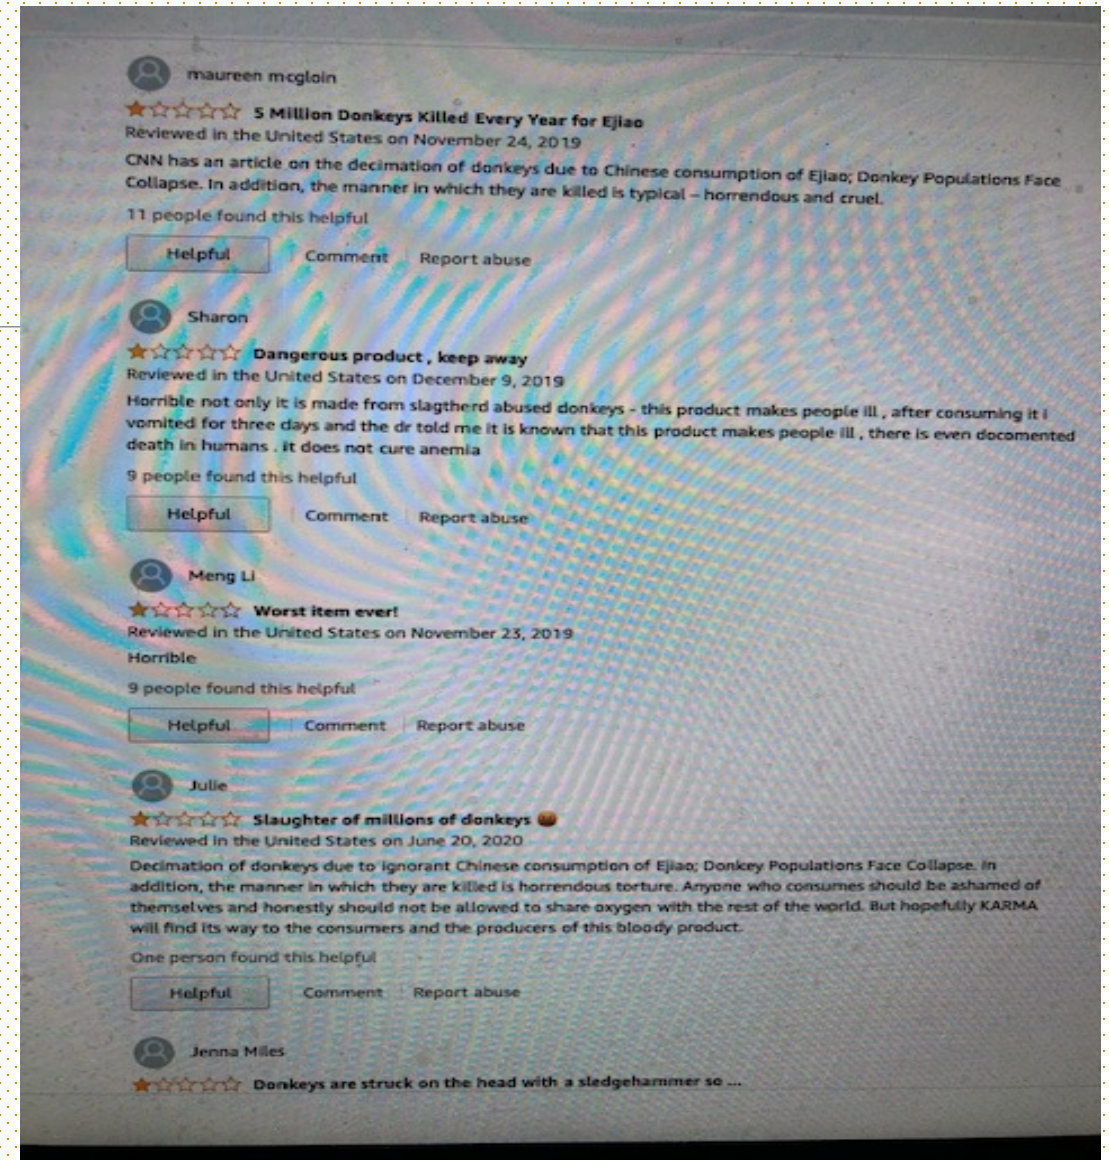 maureen mcgloin
5 Million Donkeys Killed Every Year for Ejiao
Reviewed in the United States on November 24, 2019
CNN has an article on the decimation of donkeys due to Chinese consumption of Ejiao; Donkey Populations Face
Collapse. In addition, the manner in which they are killed is typical – horrendous and cruel.
11 people found this helpful
Helpful Comment Report abuse
Sharon
Dangerous product , keep away
Reviewed in the United States on December 9, 2019
Horrible not only it is made from slagtherd abused donkeys - this product makes people ill , after consuming it i
vomited for three days and the dr told me it is known that this product makes people ill , there is even docomented
death in humans . it does not cure anemia
9 people found this helpful
Helpful Comment Report abuse
Meng Li
Worst item ever!
Reviewed in the United States on November 23, 2019
Horrible
9 people found this helpful
Helpful Comment Report abuse
Julie
Slaughter of millions of donkeys
Reviewed in the United States on June 20, 2020
Decimation of donkeys due to ignorant Chinese consumption of Ejiao; Donkey Populations Face Collapse. In
addition, the manner in which they are killed is horrendous torture. Anyone who consumes should be ashamed of
themselves and honestly should not be allowed to share oxygen with the rest of the world. But hopefully KARMA
will find its way to the consumers and the producers of this bloody product.
One person found this helpful
Helpful Comment Report abuse
Jenna Miles
Donkeys are struck on the head with a sledgehammer so ...